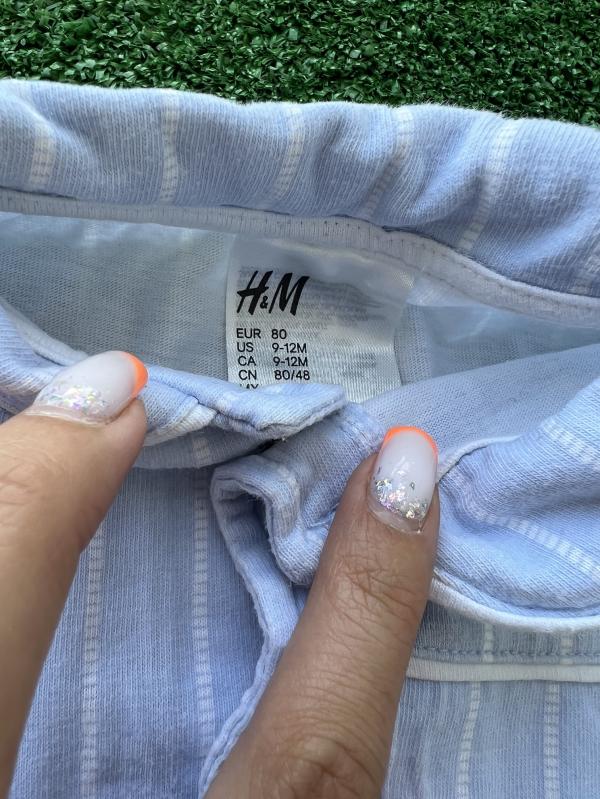 H&M
EUR 80
US 9-12M
CA 9-12M
CN 80/48